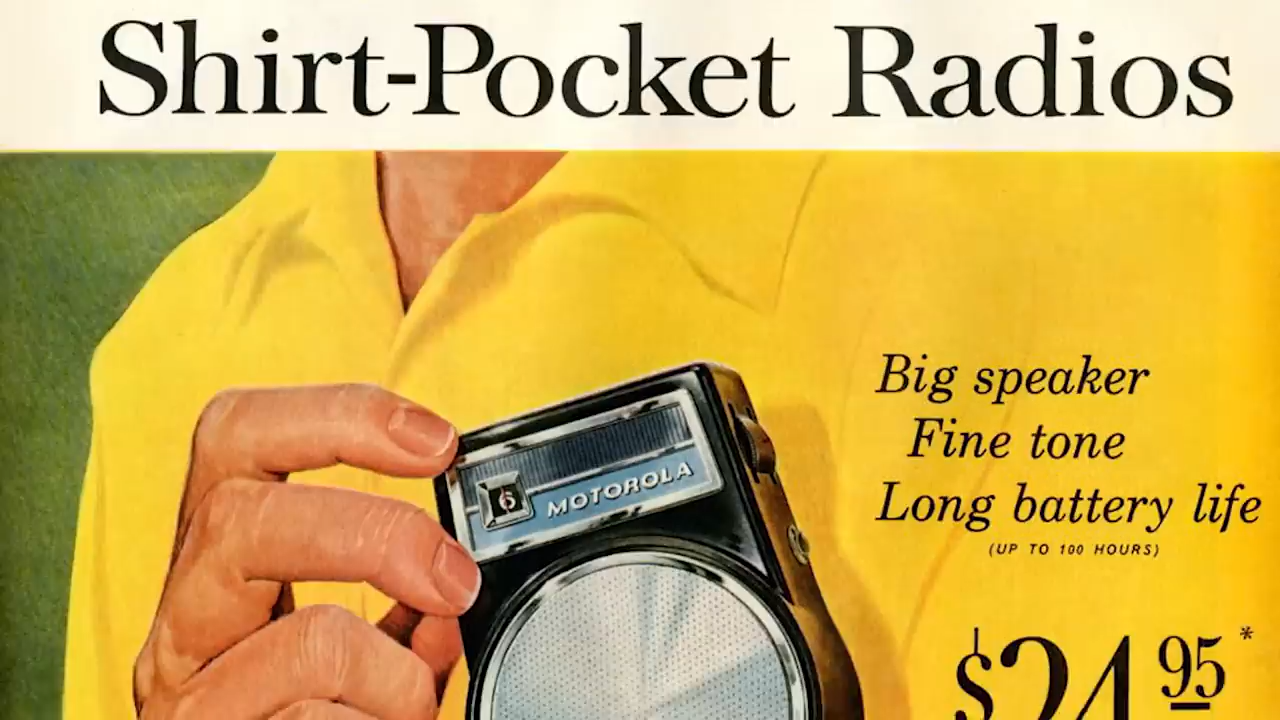 Shirt-Pocket Radios
Big speaker
Fine tone
Long battery life
(UP TO 100 HOURS)
6
MOTOROLA
$24.95*